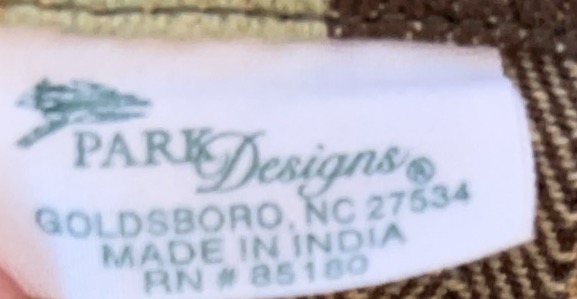 PARK Designs®
GOLDSBORO, NC 27534
MADE IN INDIA
RN # 85180